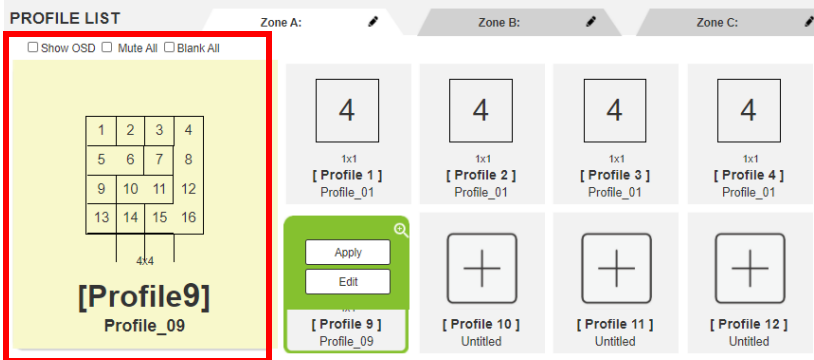 PROFILE LIST
Zone A:
Zone B:
Zone C:
Show OSD Mute All Blank All
1 2 3 4
5 6 7 8
9 10 11 12
13 14 15 16
4x4
[Profile9]
Profile_09
4
1x1
[ Profile 1 ]
Profile_01
4
1x1
[ Profile 2 ]
Profile_01
4
1x1
[ Profile 3 ]
Profile_01
4
1x1
[ Profile 4 ]
Profile_01
Apply
Edit
[ Profile 9 ]
Profile_09
[ Profile 10 ]
Untitled
[ Profile 11 ]
Untitled
[ Profile 12 ]
Untitled